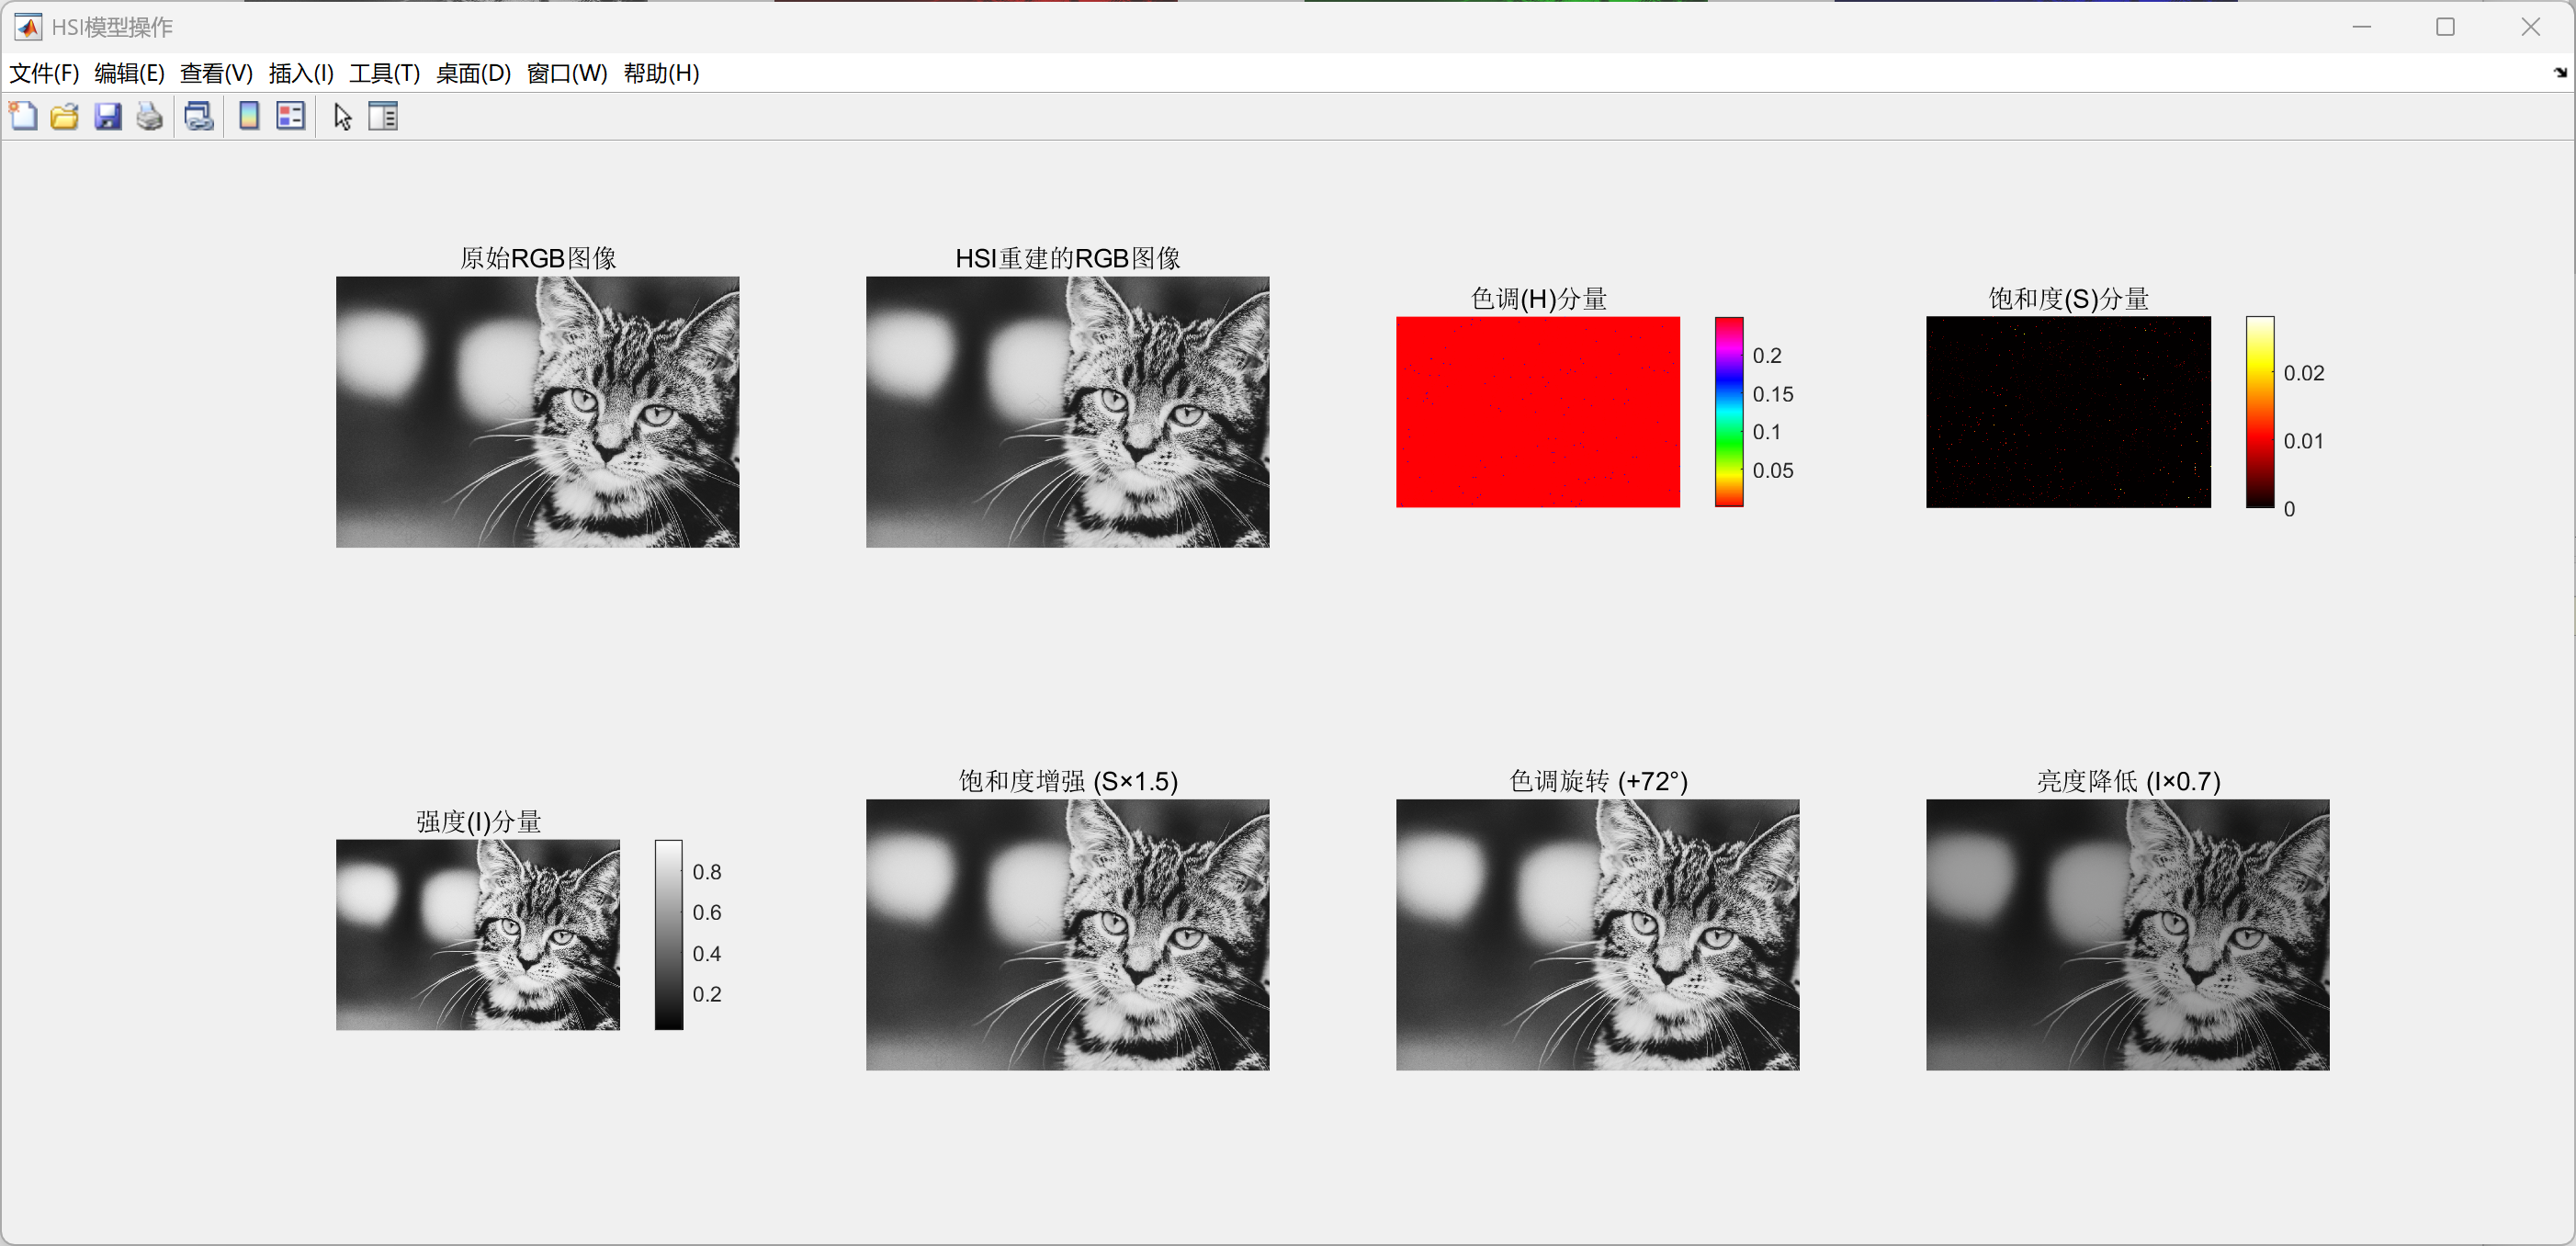 HSI模型操作
文件(F) 编辑(E) 查看(V) 插入(I) 工具(T) 桌面(D) 窗口(W) 帮助(H)
原始RGB图像
HSI重建的RGB图像
色调(H)分量
0.2
0.15
0.1
0.05
饱和度(S)分量
0.02
0.01
0
强度(I)分量
0.8
0.6
0.4
0.2
饱和度增强 (S×1.5)
色调旋转 (+72°)
亮度降低 (I×0.7)